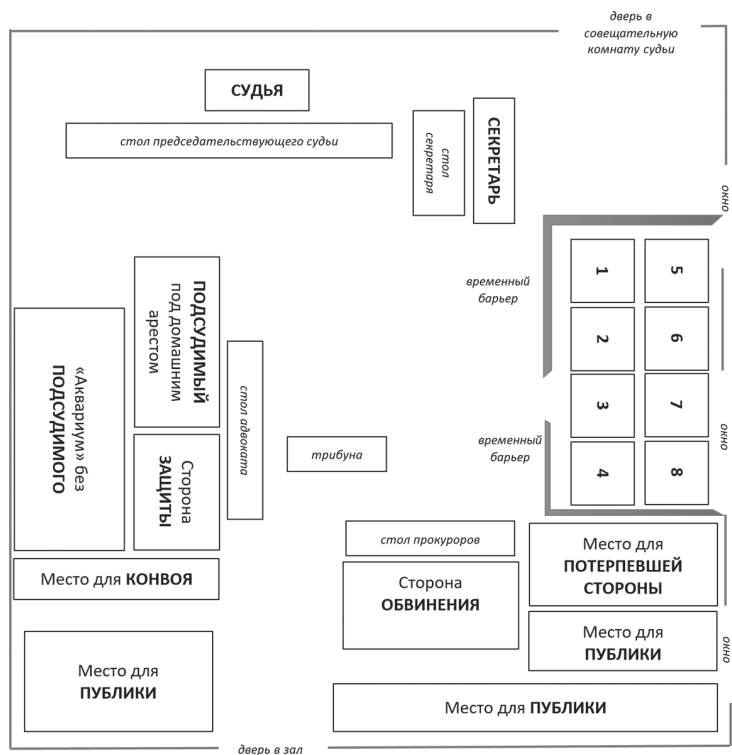 дверь в
совещательную
комнату судьи
СУДЬЯ
стол председательствующего судьи
стол
секретаря
СЕКРЕТАРЬ
окно
временный
барьер
1
5
2
6
3
7
4
8
ПОДСУДИМЫЙ
под домашним
арестом
«Аквариум» без
ПОДСУДИМОГО
стол адвоката
Сторона
ЗАЩИТЫ
трибуна
временный
барьер
окно
стол прокуроров
Место для
ПОТЕРПЕВШЕЙ
СТОРОНЫ
Место для КОНВОЯ
Сторона
ОБВИНЕНИЯ
Место для
ПУБЛИКИ
окно
Место для
ПУБЛИКИ
Место для ПУБЛИКИ
дверь в зал